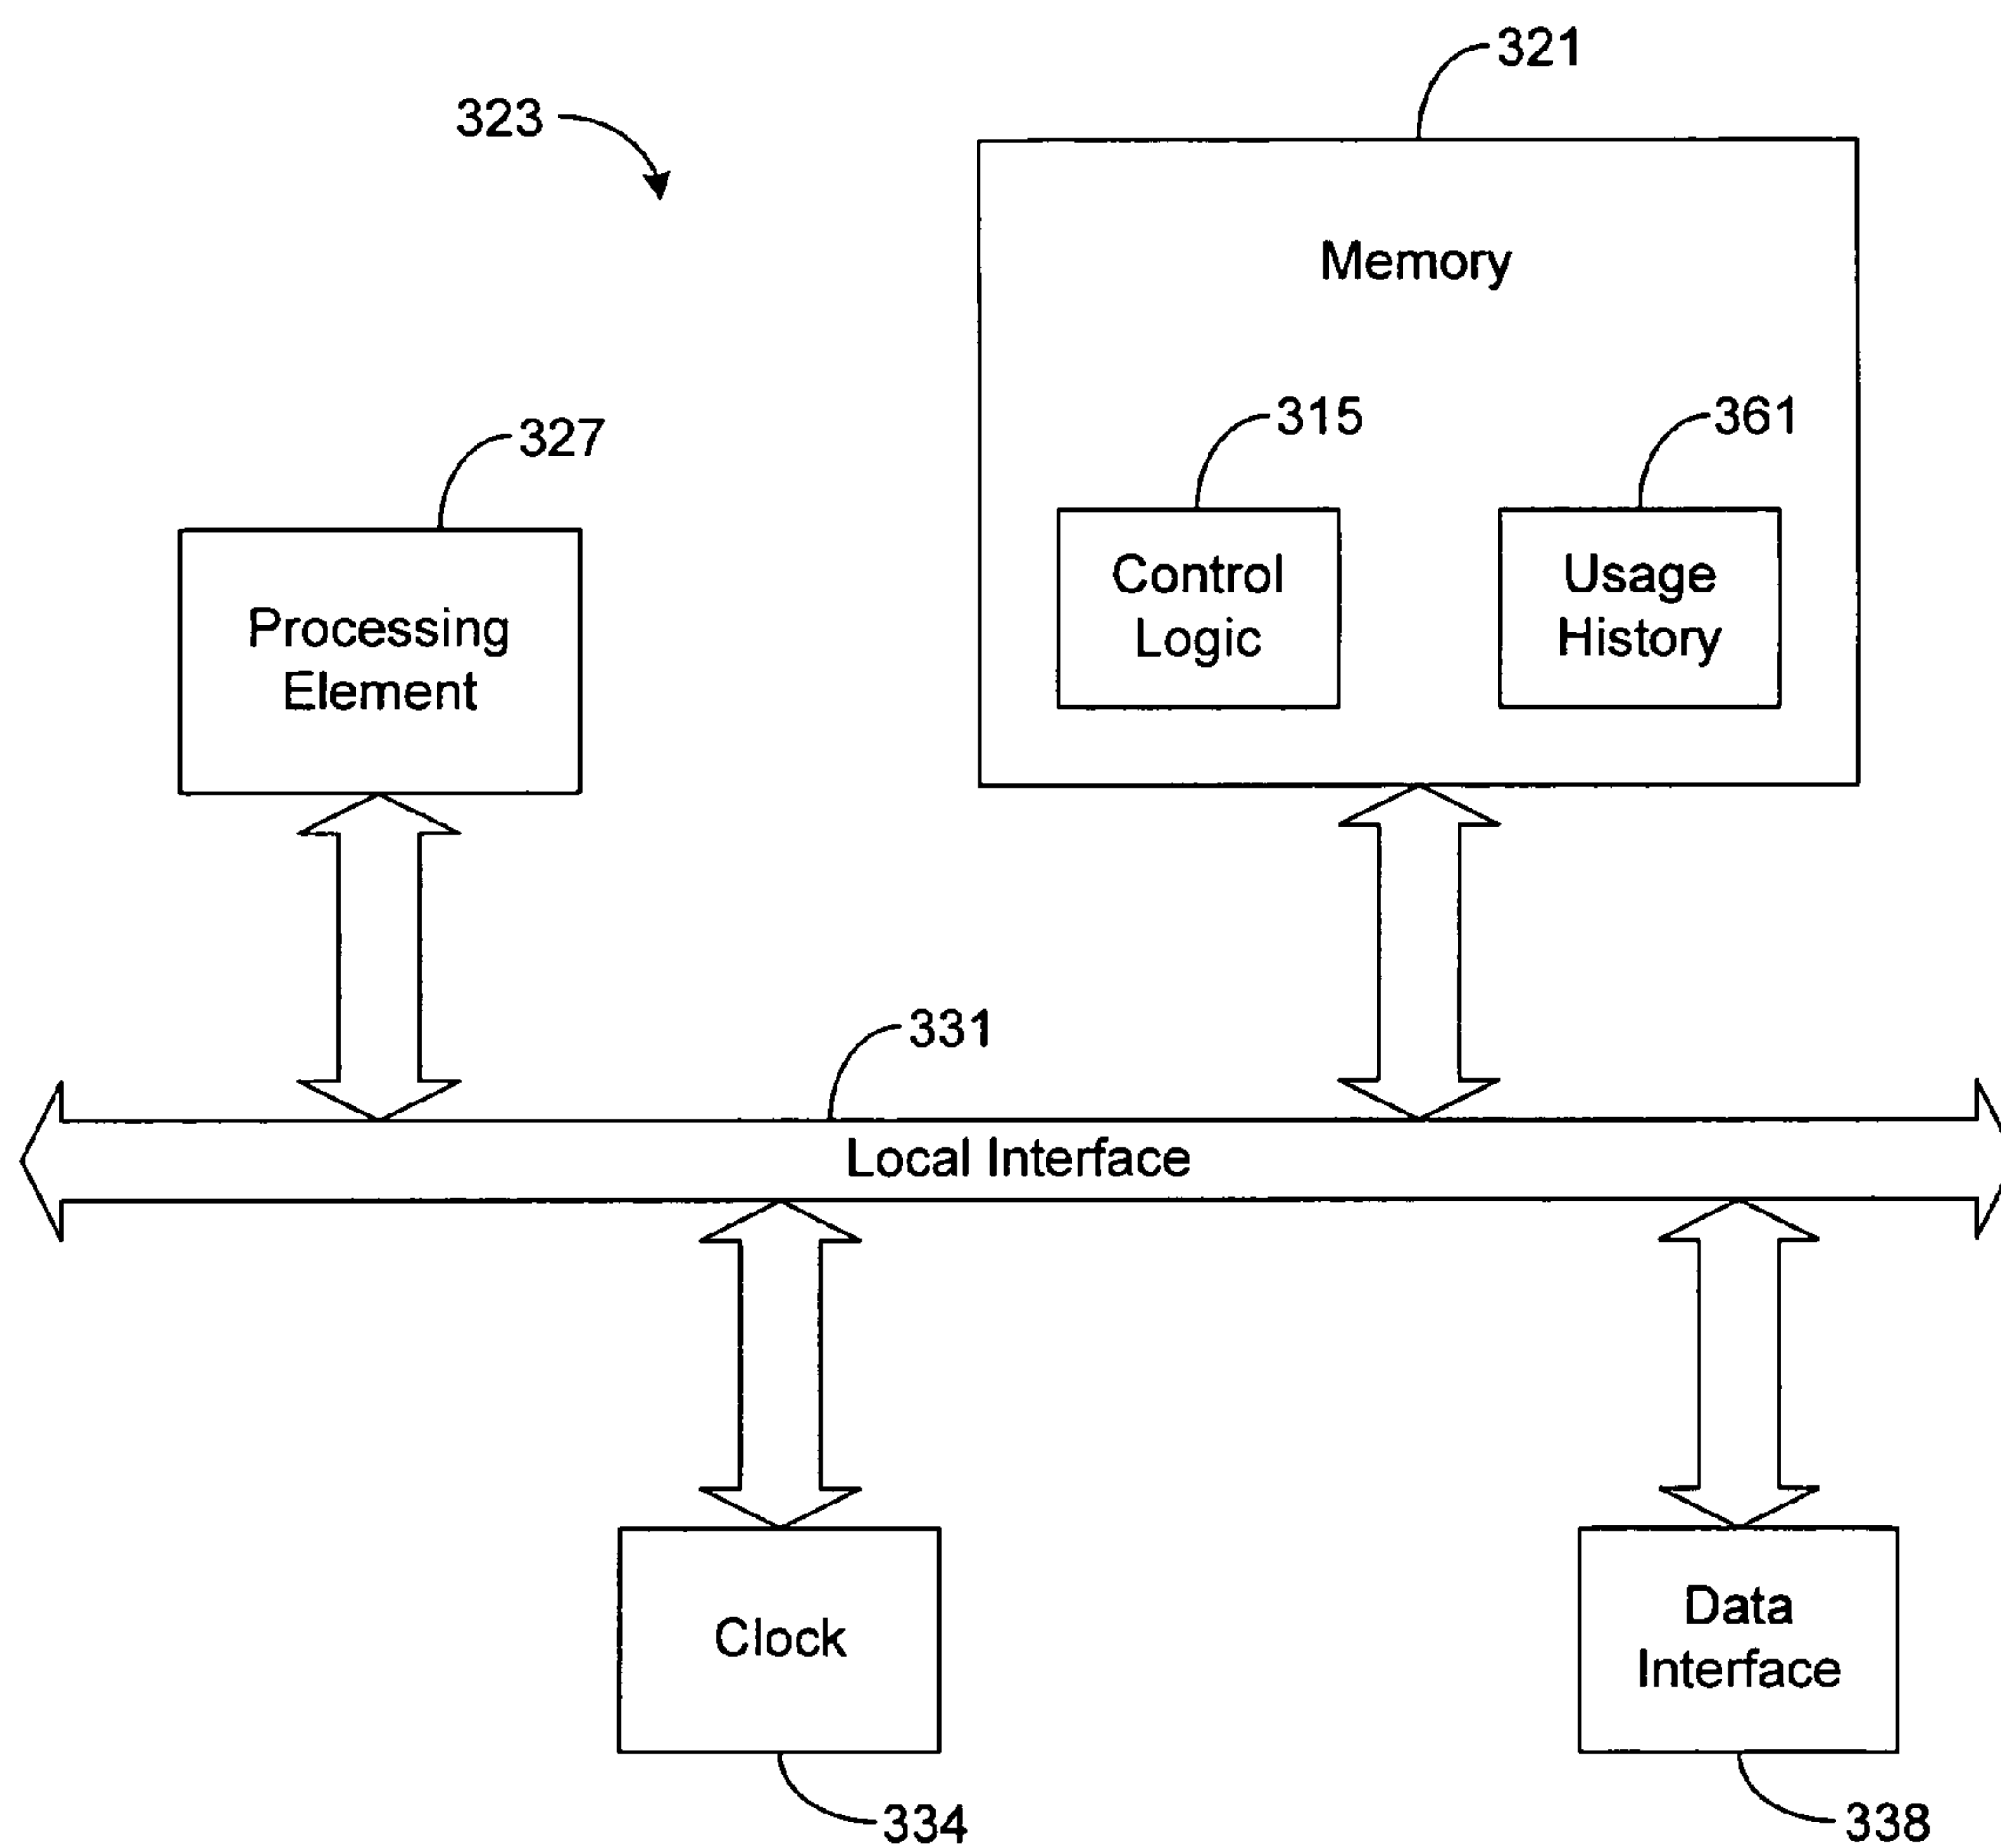 321
323
Memory
315
361
327
Control
Logic
Usage
History
Processing
Element
331
Local Interface
Clock
Data
Interface
334
338